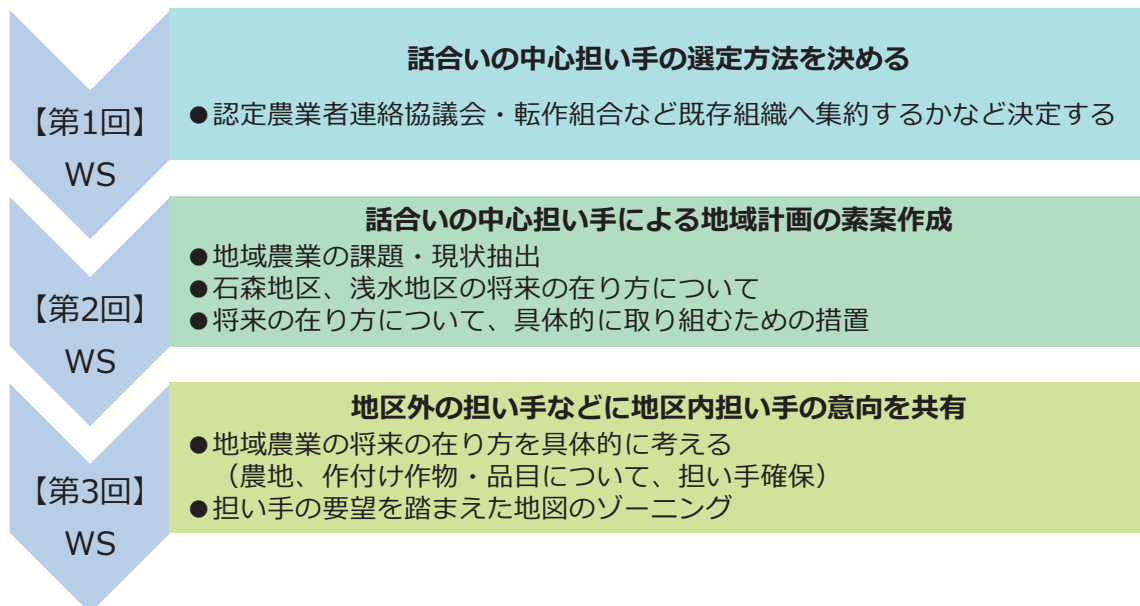 【第1回】
WS
話合いの中心担い手の選定方法を決める
●認定農業者連絡協議会・転作組合など既存組織へ集約するかなど決定する
【第2回】
WS
話合いの中心担い手による地域計画の素案作成
●地域農業の課題・現状抽出
●石森地区、浅水地区の将来の在り方について
●将来の在り方について、具体的に取り組むための措置
【第3回】
WS
地区外の担い手などに地区内担い手の意向を共有
●地域農業の将来の在り方を具体的に考える
（農地、作付け作物・品目について、担い手確保）
●担い手の要望を踏まえた地図のゾーニング